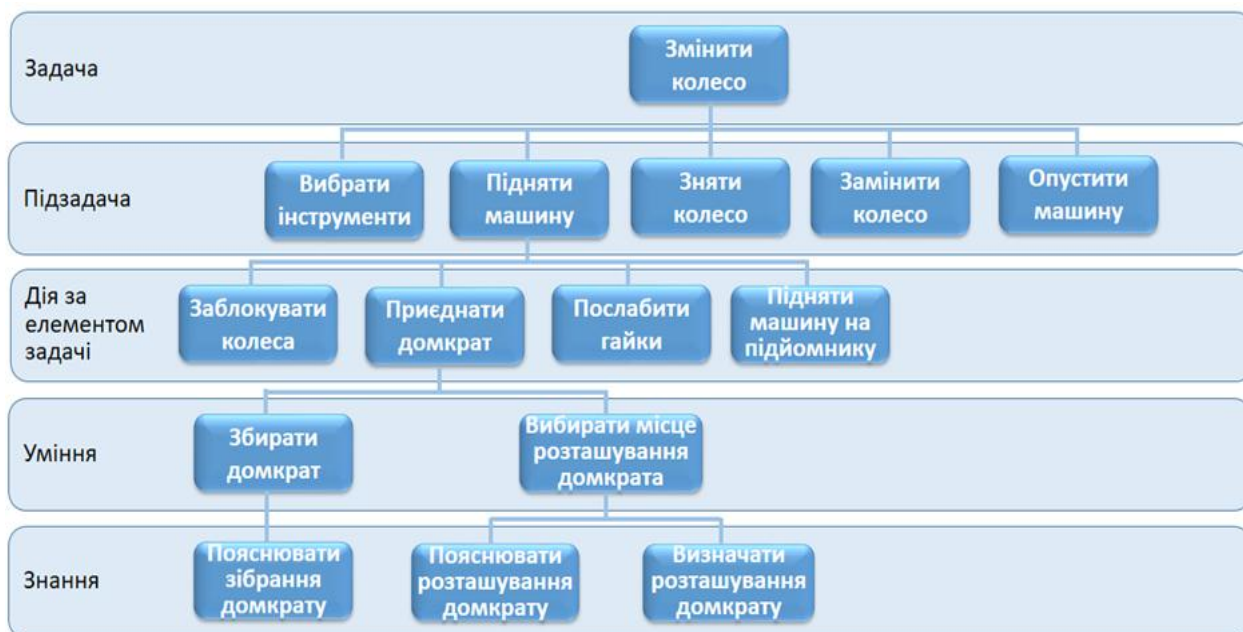 Задача
Змінити
колесо
Підзадача
Вибрати
інструменти
Підняти
машину
Зняти
колесо
Замінити
колесо
Опустити
машину
Дія за
елементом
задачі
Заблокувати
колеса
Приєднати
домкрат
Послабити
гайки
Підняти
машину на
підйомнику
Уміння
Збирати
домкрат
Вибирати місце
розташування
домкрата
Знання
Пояснювати
зібрання
домкрату
Пояснювати
розташування
домкрату
Визначати
розташування
домкрату